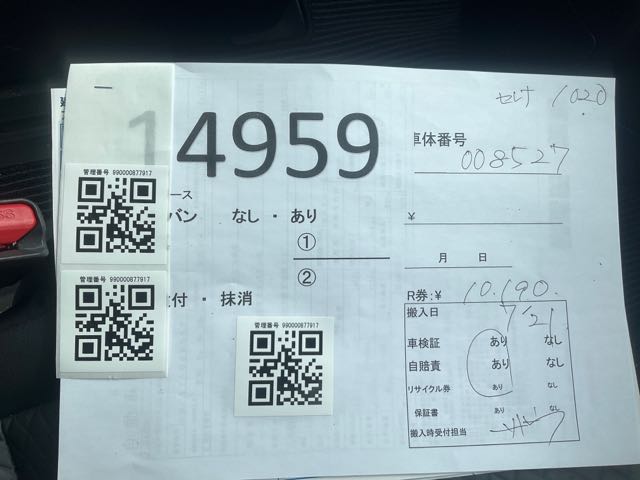 セレナ 1020
14959
車体番号
008527
管理番号 990000877917
ース
バン なし ・ あり
¥
①
月 日
②
管理番号 990000877917
R券:¥ 10,190
付 ・ 抹消
搬入日 7/21
管理番号 990000877917
車検証 あり なし
自賠責 あり なし
リサイクル券 あり なし
保証書 あり なし
搬入時受付担当